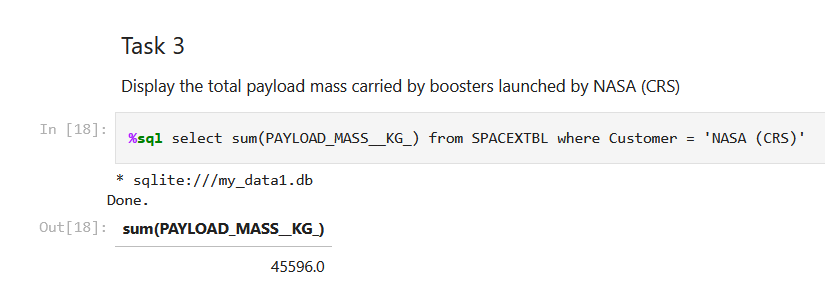 Task 3
Display the total payload mass carried by boosters launched by NASA (CRS)
In [18]: %sql select sum(PAYLOAD_MASS__KG_) from SPACEXTBL where Customer = 'NASA (CRS)'
* sqlite:///my_data1.db
Done.
Out[18]: sum(PAYLOAD_MASS__KG_)
45596.0